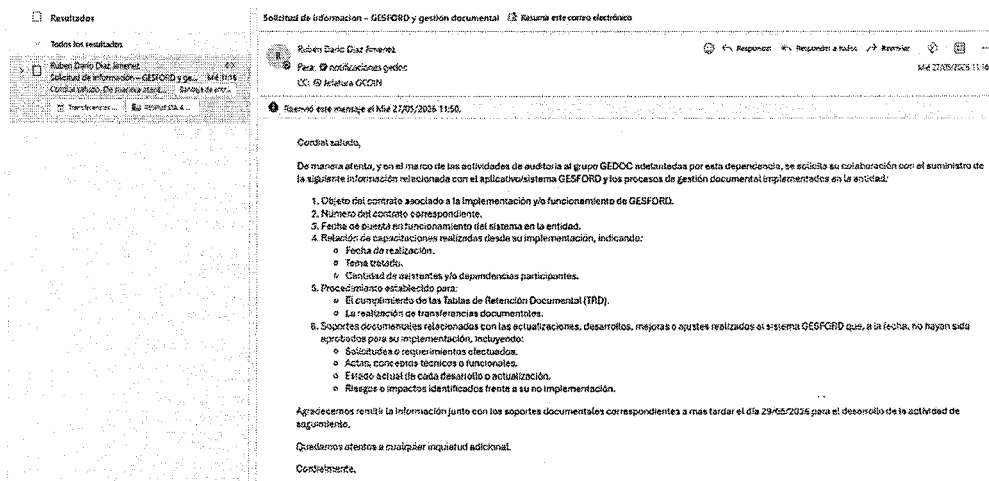 Resultados
Solicitud de información – GESFORD y gestión documental Resuma este correo electrónico
Todos los resultados
Ruben Dario Diaz Jimenez
Solicitud de información – GESFORD y ge... Mié 11:16
Cordial saludo, De manera atent... Bandeja de entr...
Transferencias ... RESPUESTA A ...
R
Ruben Dario Diaz Jimenez
Para: notificaciones gedoc
CC: Jefatura GCOIN
Responder Responder a todos Reenviar ...
Mié 27/05/2026 11:16
Reenvió este mensaje el Mié 27/05/2026 11:50.
Cordial saludo,
De manera atenta, y en el marco de las actividades de auditoría al grupo GEDOC adelantadas por esta dependencia, se solicita su colaboración con el suministro de
la siguiente información relacionada con el aplicativo/sistema GESFORD y los procesos de gestión documental implementados en la entidad:
1. Objeto del contrato asociado a la implementación y/o funcionamiento de GESFORD.
2. Número del contrato correspondiente.
3. Fecha de puesta en funcionamiento del sistema en la entidad.
4. Relación de capacitaciones realizadas desde su implementación, indicando:
o Fecha de realización.
o Tema tratado.
o Cantidad de asistentes y/o dependencias participantes.
5. Procedimiento establecido para:
o El cumplimiento de las Tablas de Retención Documental (TRD).
o La realización de transferencias documentales.
6. Soportes documentales relacionados con las actualizaciones, desarrollos, mejoras o ajustes realizados al sistema GESFORD que, a la fecha, no hayan sido
aprobados para su implementación, incluyendo:
o Solicitudes o requerimientos efectuados.
o Actas, conceptos técnicos o funcionales.
o Estado actual de cada desarrollo o actualización.
o Riesgos o impactos identificados frente a su no implementación.
Agradecemos remitir la información junto con los soportes documentales correspondientes a más tardar el día 29/05/2026 para el desarrollo de la actividad de
seguimiento.
Quedamos atentos a cualquier inquietud adicional.
Cordialmente,